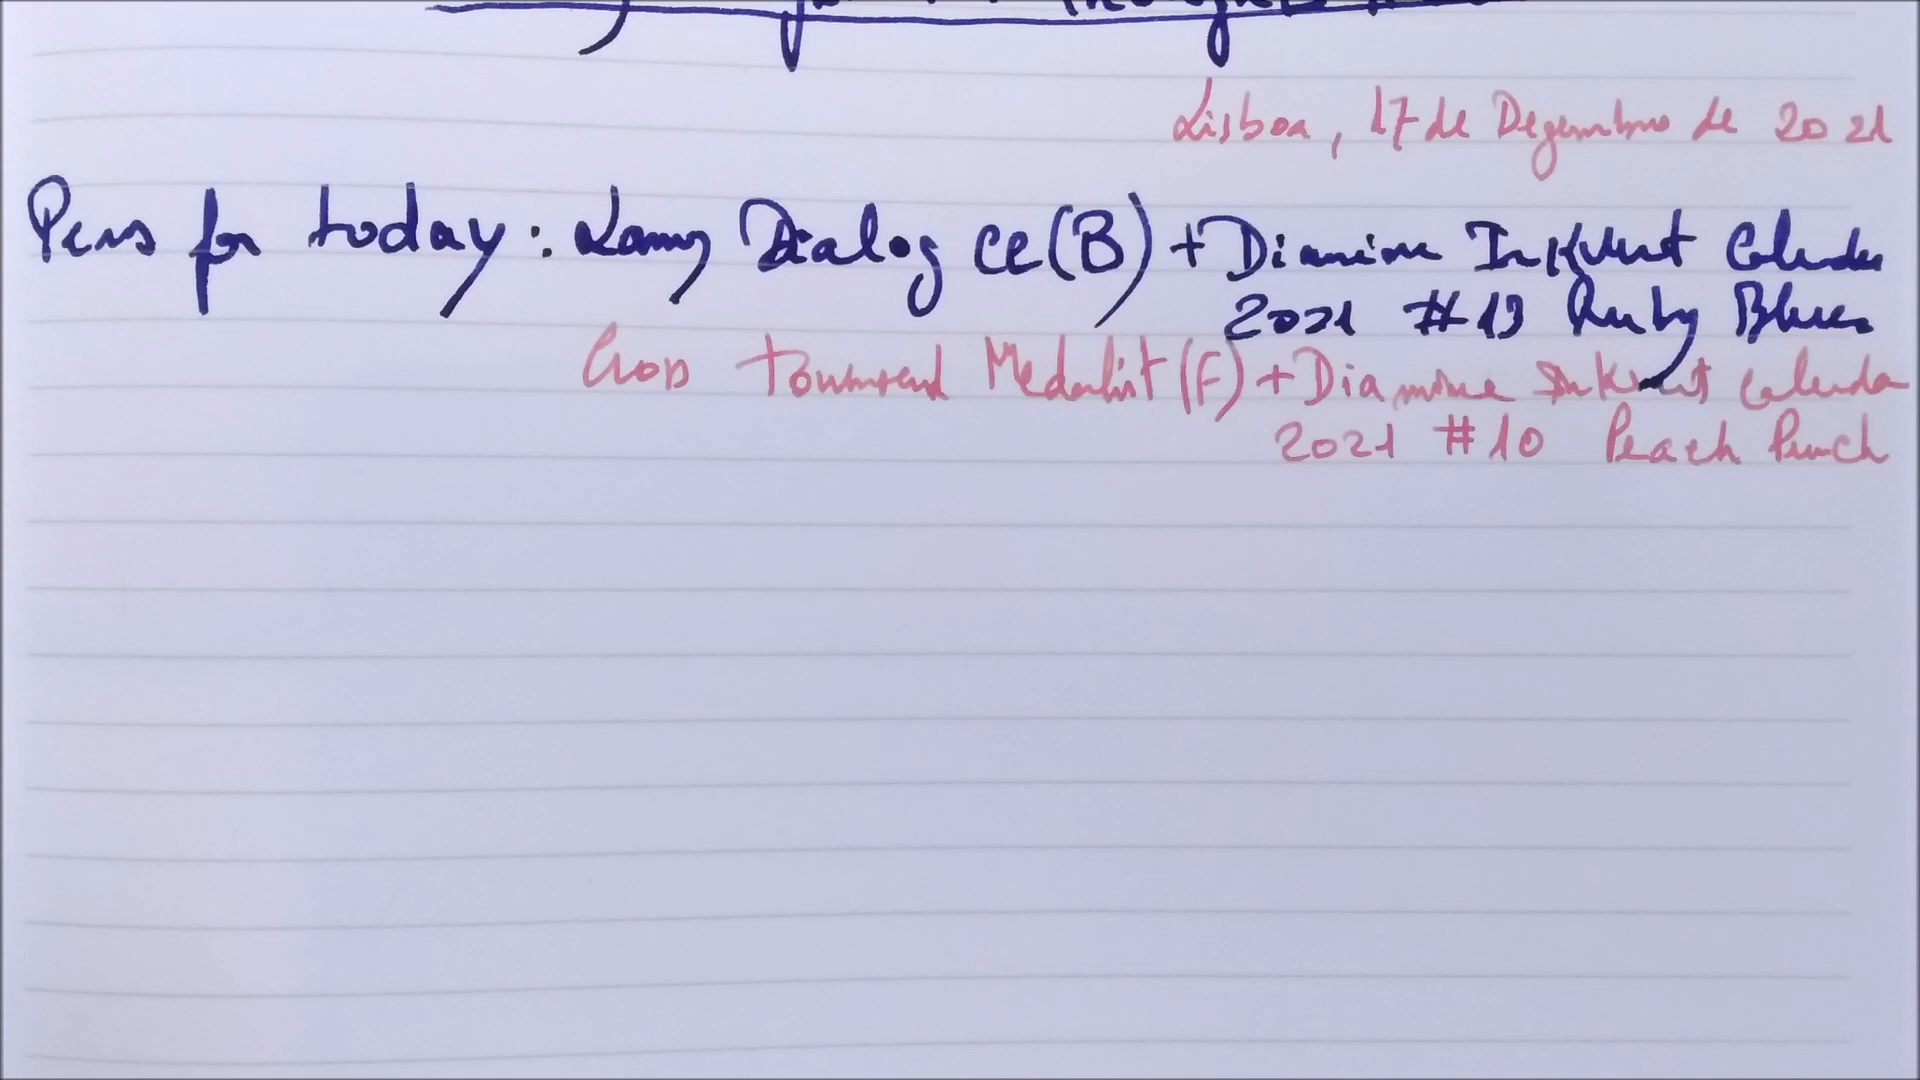 Lisboa, 17 de Dezembro de 2021
Pens for today: Lamy Dialog CC (B) + Diamine Inkvent Calendar
2021 #13 Ruby Blues
Cross Townsend Medalist (F) + Diamine Inkvent Calendar
2021 #10 Peach Punch